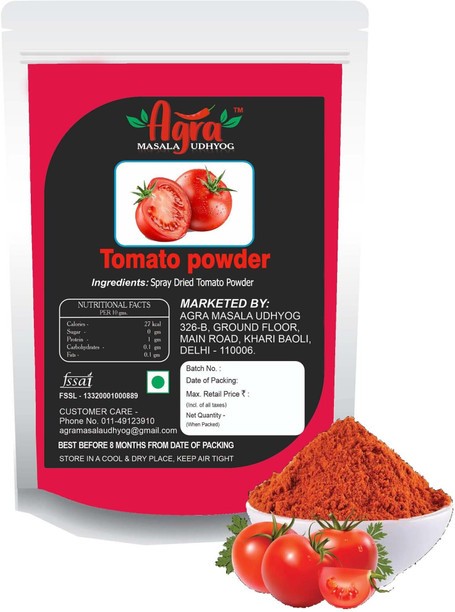 Agra™
MASALA UDHYOG
Tomato powder
Ingredients: Spray Dried Tomato Powder
NUTRITIONAL FACTS
PER 10 gms.
Calories - 27 kcal
Sugar - 0 gm
Protein - 1 gm
Carbohydrates - 0.1 gm
Fats - 0.1 gm
MARKETED BY:
AGRA MASALA UDHYOG
326-B, GROUND FLOOR,
MAIN ROAD, KHARI BAOLI,
DELHI - 110006.
fssai
FSSL - 13320001000889
CUSTOMER CARE -
Phone No. 011-49123910
agramasalaudhyog@gmail.com
Batch No. :
Date of Packing:
Max. Retail Price ₹ :
(Incl. of all taxes)
Net Quantity -
(When Packed)
BEST BEFORE 8 MONTHS FROM DATE OF PACKING
STORE IN A COOL & DRY PLACE, KEEP AIR TIGHT